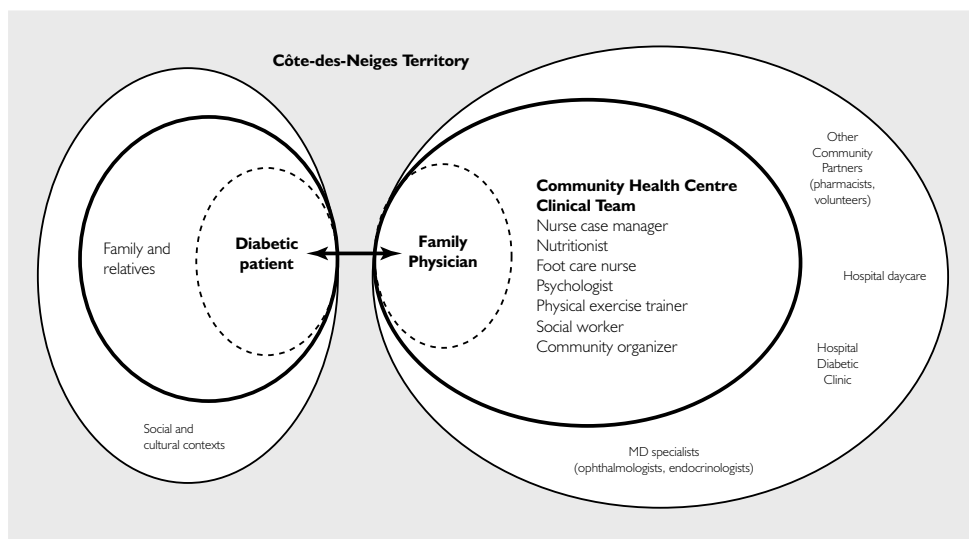 Côte-des-Neiges Territory
Family and
relatives
Diabetic
patient
Social and
cultural contexts
Family
Physician
Community Health Centre
Clinical Team
Nurse case manager
Nutritionist
Foot care nurse
Psychologist
Physical exercise trainer
Social worker
Community organizer
Other
Community
Partners
(pharmacists,
volunteers)
Hospital daycare
Hospital
Diabetic
Clinic
MD specialists
(ophthalmologists, endocrinologists)